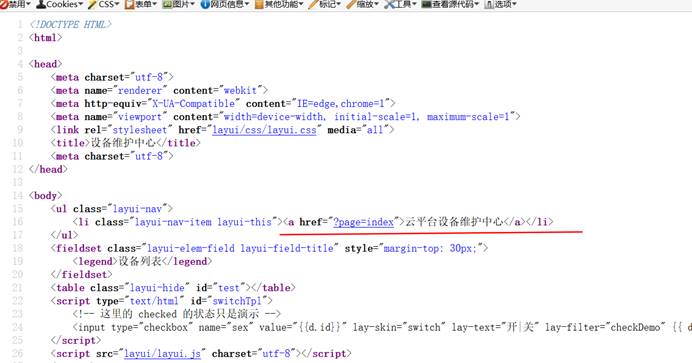 禁用▾ Cookies▾ CSS▾ 表单▾ 图片▾ 网页信息▾ 其他功能▾ 标记▾ 缩放▾ 工具▾ 查看源代码▾ 选项▾
1 <!DOCTYPE HTML>
2 <html>
3
4 <head>
5 <meta charset="utf-8">
6 <meta name="renderer" content="webkit">
7 <meta http-equiv="X-UA-Compatible" content="IE=edge,chrome=1">
8 <meta name="viewport" content="width=device-width, initial-scale=1, maximum-scale=1">
9 <link rel="stylesheet" href="layui/css/layui.css" media="all">
10 <title>设备维护中心</title>
11 <meta charset="utf-8">
12 </head>
13
14 <body>
15 <ul class="layui-nav">
16 <li class="layui-nav-item layui-this"><a href="?page=index">云平台设备维护中心</a></li>
17 </ul>
18 <fieldset class="layui-elem-field layui-field-title" style="margin-top: 30px;">
19 <legend>设备列表</legend>
20 </fieldset>
21 <table class="layui-hide" id="test"></table>
22 <script type="text/html" id="switchTpl">
23 <!-- 这里的 checked 的状态只是演示 -->
24 <input type="checkbox" name="sex" value="{{d.id}}" lay-skin="switch" lay-text="开|关" lay-filter="checkDemo" {{ d
25 </script>
26 <script src="layui/layui.js" charset="utf-8"></script>